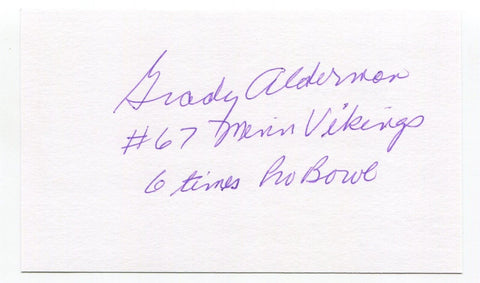 Grady Alderman
#67 Minn Vikings
6 times Pro Bowl